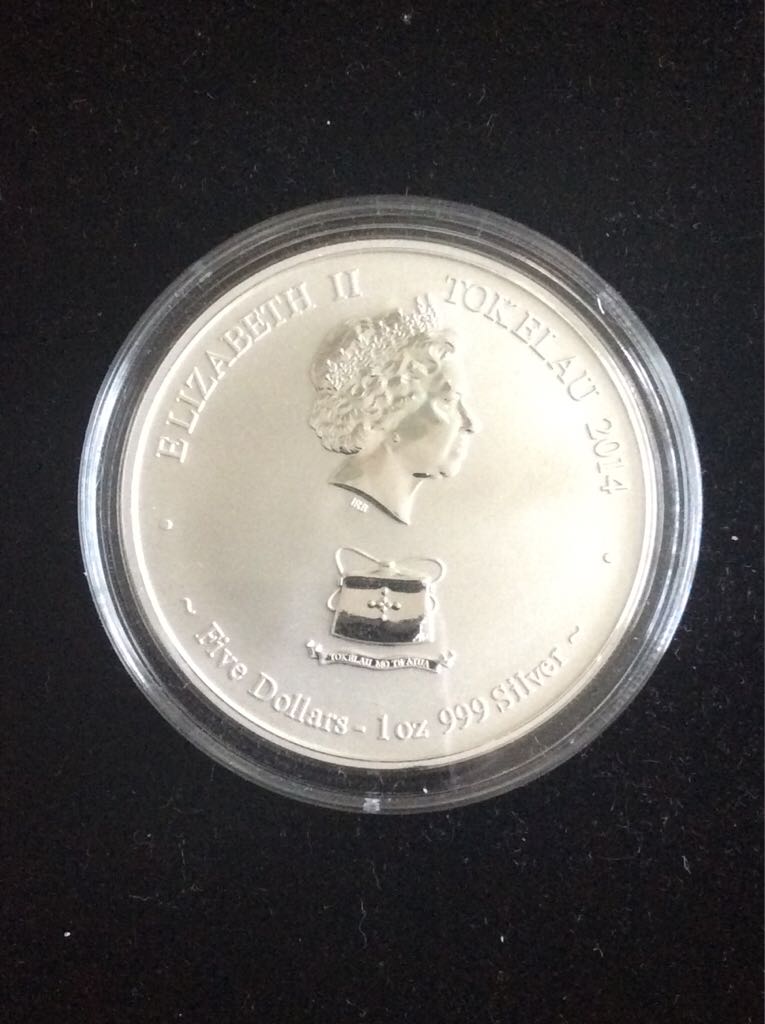 ELIZABETH II
TOKELAU 2014
IRB
TOKELAU MO TE ATUA
~ Five Dollars - 1oz 999 Silver ~